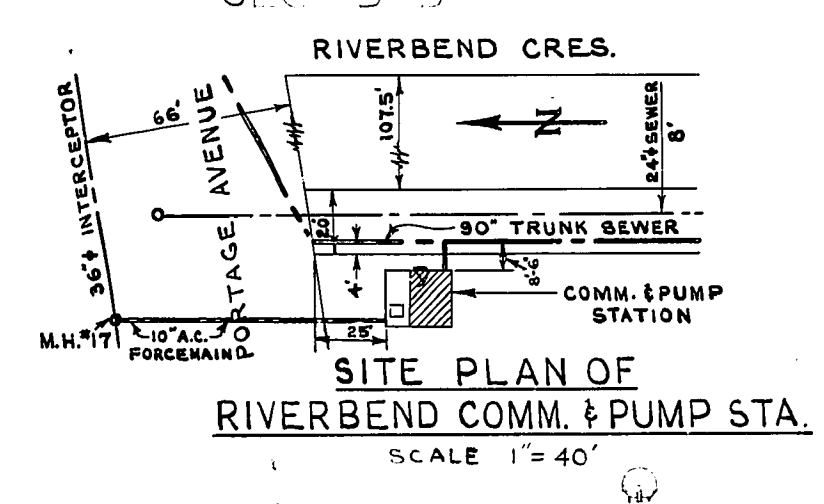 RIVERBEND CRES.
36"⌀ INTERCEPTOR
66'
PORTAGE AVENUE
107.5'
N
24"⌀ SEWER
8'
20'
90" TRUNK SEWER
4'
8'-6"
COMM. & PUMP
STATION
M.H.#17
10" A.C.
FORCEMAIN
25'
SITE PLAN OF
RIVERBEND COMM. & PUMP STA.
SCALE 1"=40'